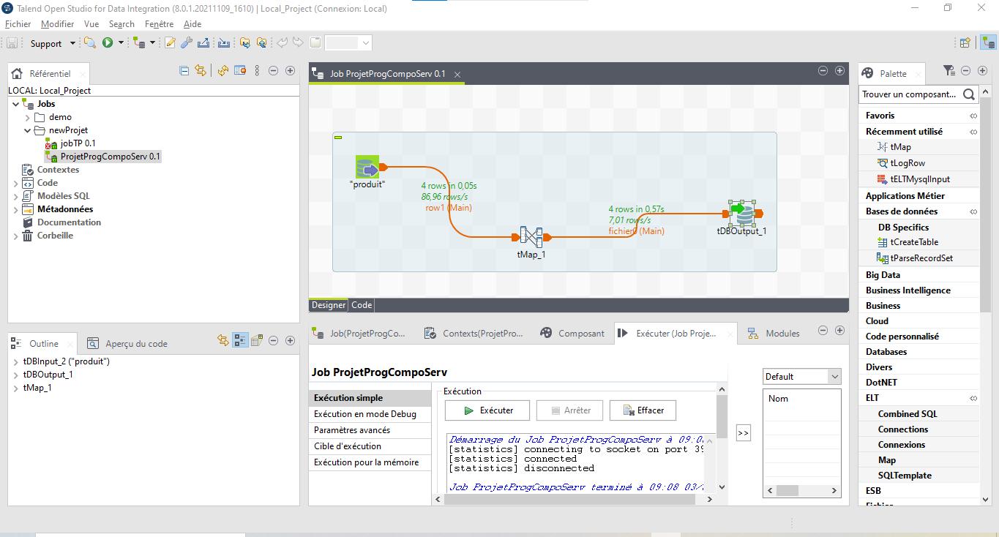 Talend Open Studio for Data Integration (8.0.1.20211109_1610) | Local_Project (Connexion: Local)
Fichier Modifier Vue Search Fenêtre Aide
Support
Référentiel
LOCAL: Local_Project
Jobs
demo
newProjet
jobTP 0.1
ProjetProgCompoServ 0.1
Contextes
Code
Modèles SQL
Métadonnées
Documentation
Corbeille
Outline
Aperçu du code
tDBInput_2 ("produit")
tDBOutput_1
tMap_1
Job ProjetProgCompoServ 0.1
"produit"
4 rows in 0,05s
86,96 rows/s
row1 (Main)
tMap_1
4 rows in 0,57s
7,01 rows/s
fichier0 (Main)
tDBOutput_1
Designer Code
Job(ProjetProgCo...
Contexts(ProjetPro...
Composant
Exécuter (Job Proje...
Modules
Job ProjetProgCompoServ
Exécution simple
Exécution en mode Debug
Paramètres avancés
Cible d'exécution
Exécution pour la mémoire
Exécution
Exécuter
Arrêter
Effacer
Démarrage du Job ProjetProgCompoServ à 09:0
[statistics] connecting to socket on port 39
[statistics] connected
[statistics] disconnected
Job ProjetProgCompoServ terminé à 09:08 03/
>>
Default
Nom
Palette
Trouver un composant...
Favoris
Récemment utilisé
tMap
tLogRow
tELTMysqlInput
Applications Métier
Bases de données
DB Specifics
tCreateTable
tParseRecordSet
Big Data
Business Intelligence
Business
Cloud
Code personnalisé
Databases
Divers
DotNET
ELT
Combined SQL
Connections
Connexions
Map
SQLTemplate
ESB
Fichier